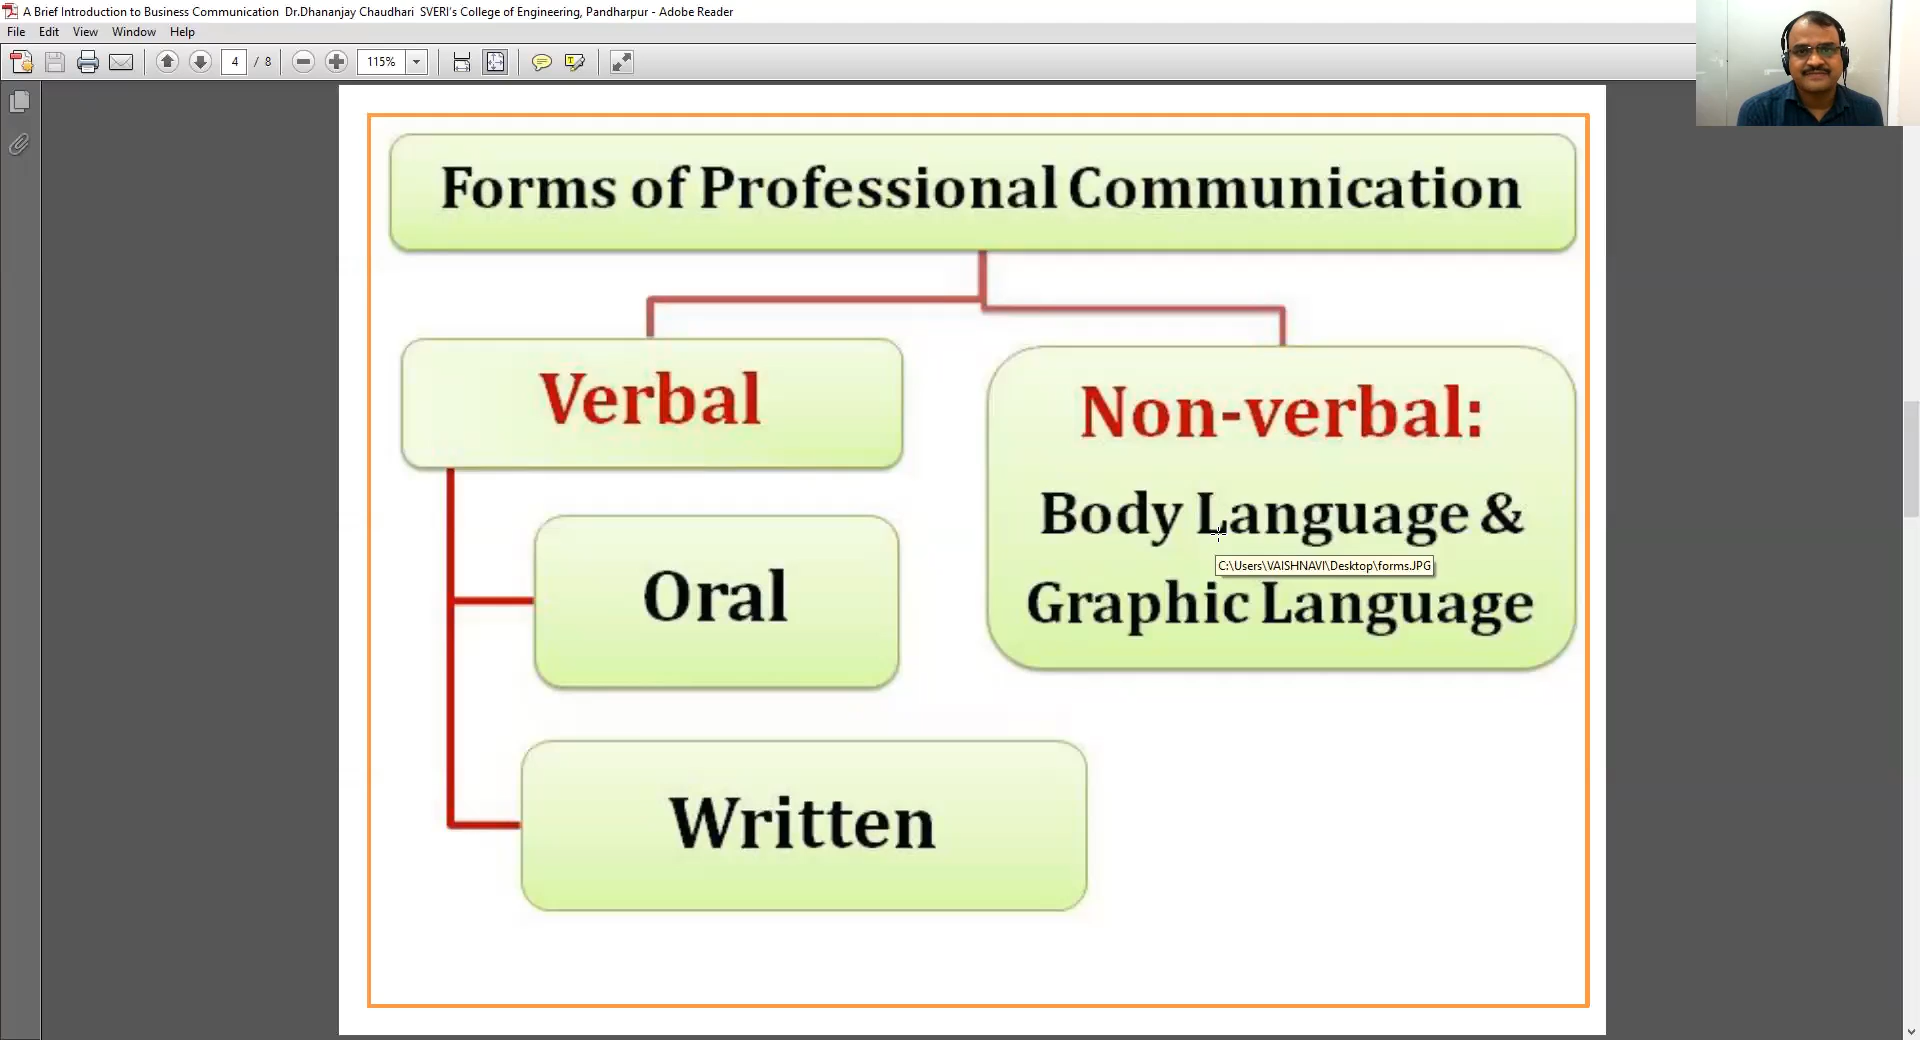 A Brief Introduction to Business Communication  Dr.Dhananjay Chaudhari  SVERI's College of Engineering, Pandharpur - Adobe Reader
File Edit View Window Help
4 / 8 115%
Forms of Professional Communication
Verbal
Non-verbal:
Body Language &
C:\Users\VAISHNAVI\Desktop\forms.JPG
Graphic Language
Oral
Written